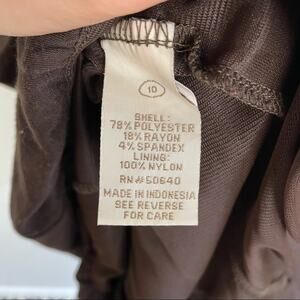 10
SHELL:
78% POLYESTER
18% RAYON
4% SPANDEX
LINING:
100% NYLON
RN# 50640
MADE IN INDONESIA
SEE REVERSE
FOR CARE